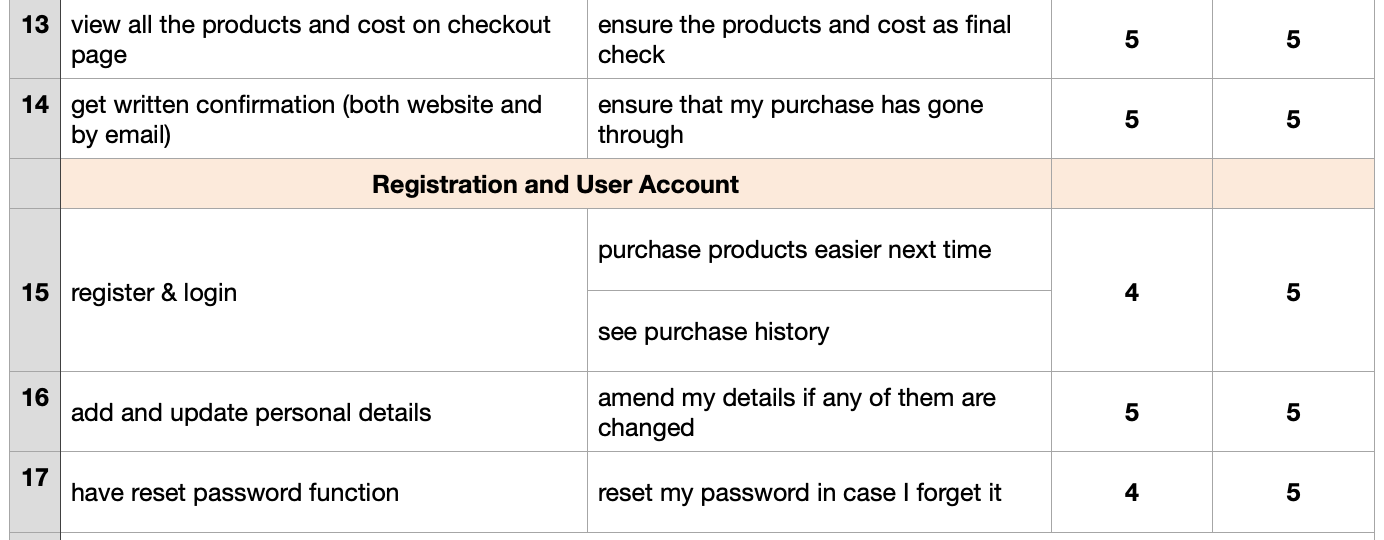 13 view all the products and cost on checkout
page
ensure the products and cost as final
check
5 5
14 get written confirmation (both website and
by email)
ensure that my purchase has gone
through
5 5
Registration and User Account
15 register & login
purchase products easier next time
see purchase history
4 5
16 add and update personal details
amend my details if any of them are
changed
5 5
17 have reset password function
reset my password in case I forget it
4 5